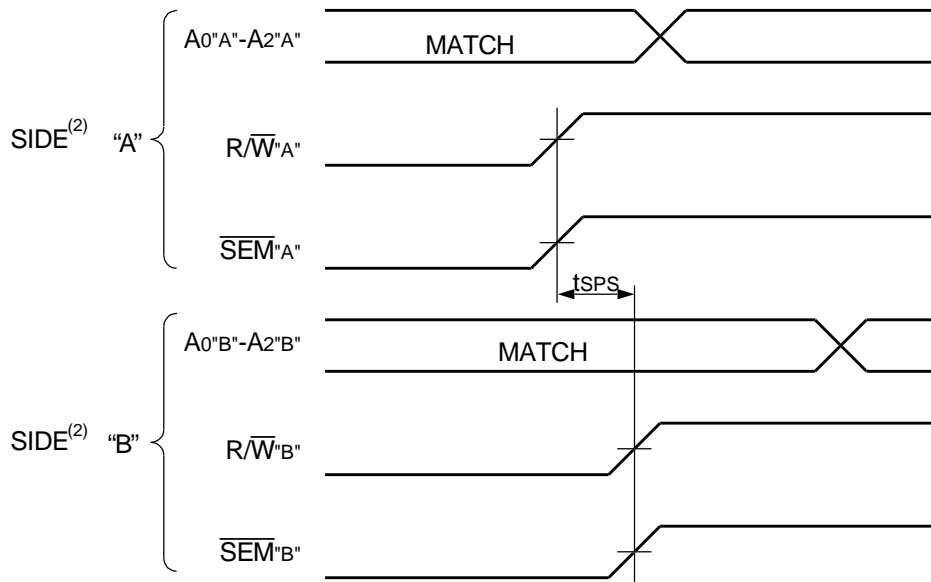 A0"A"-A2"A"
MATCH
SIDE(2) “A”
R/W"A"
SEM"A"
tSPS
A0"B"-A2"B"
MATCH
SIDE(2) “B”
R/W"B"
SEM"B"